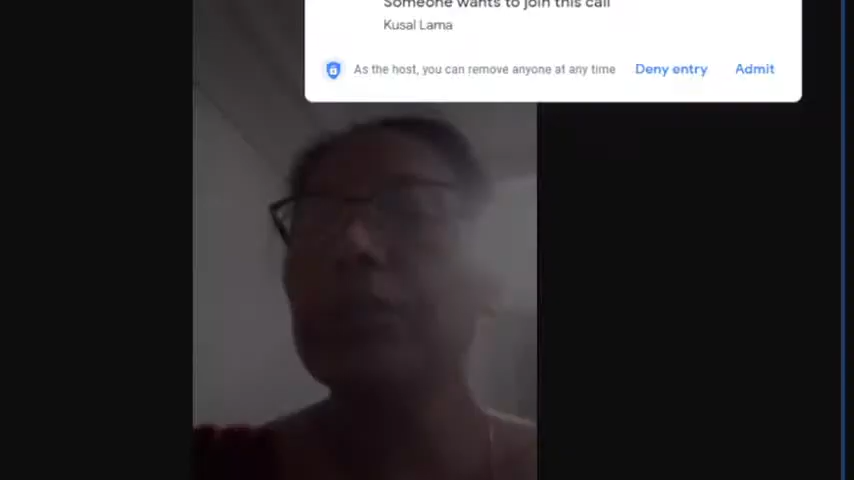 Someone wants to join this call
Kusal Lama
As the host, you can remove anyone at any time
Deny entry
Admit